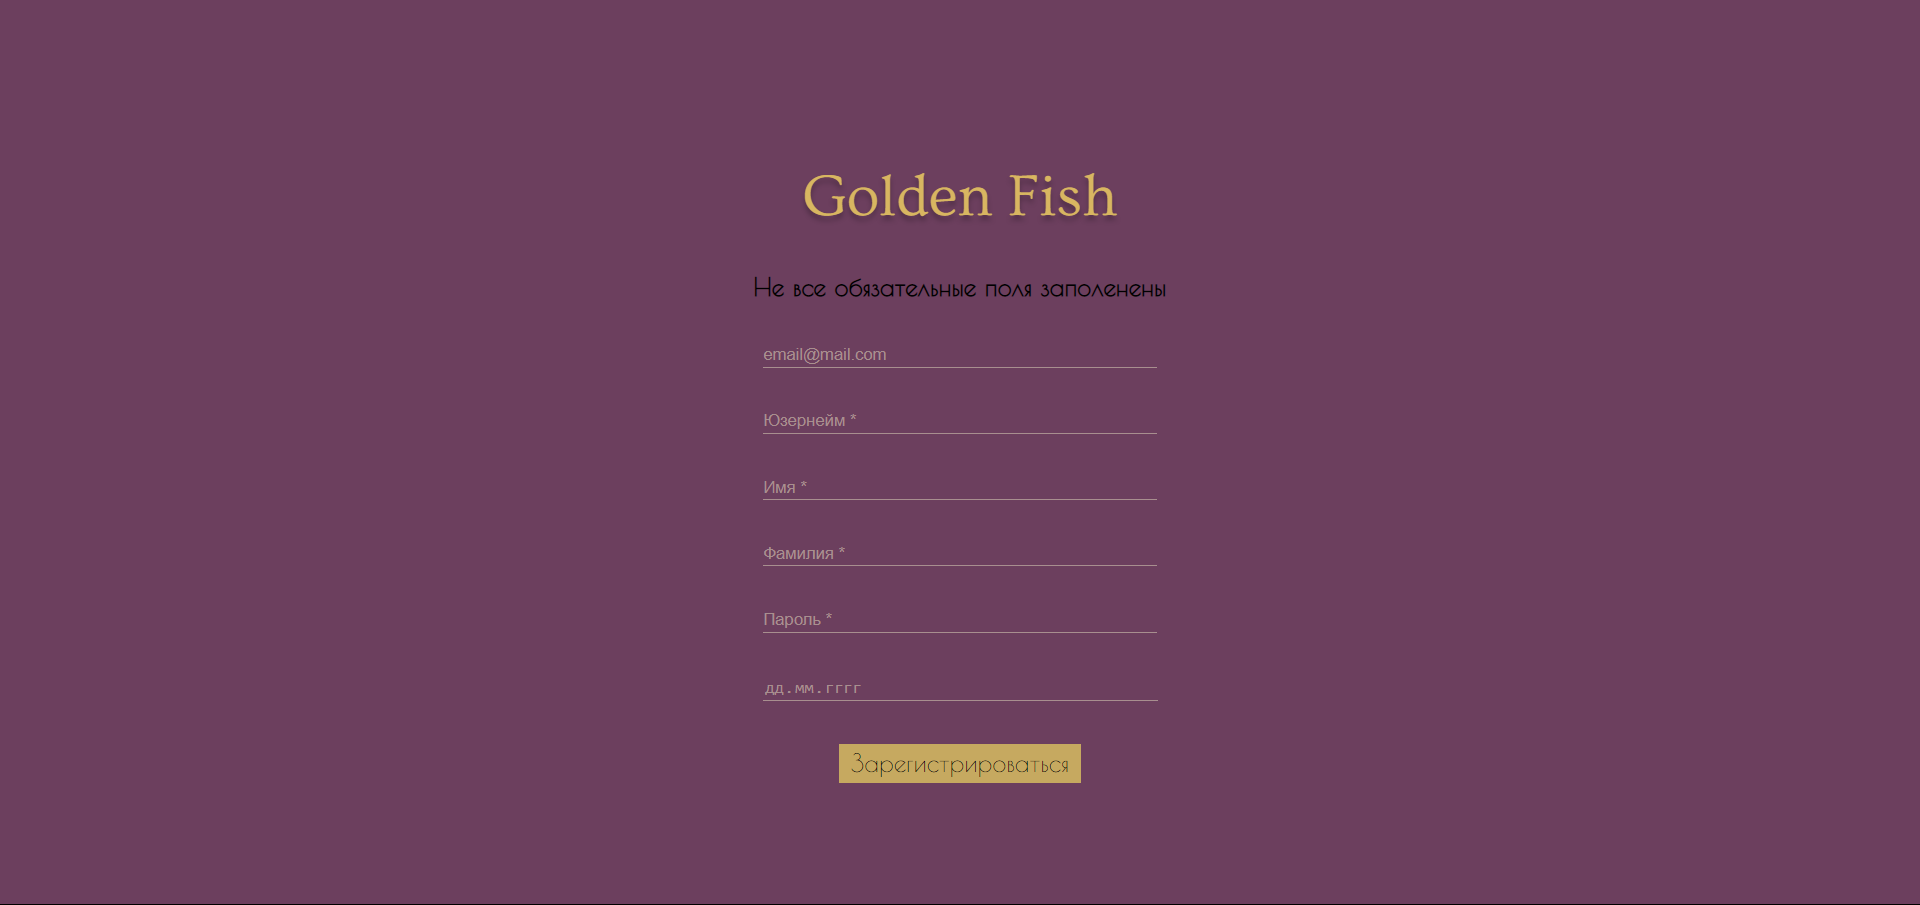 Golden Fish
Не все обязательные поля заполенены
email@mail.com
Юзернейм *
Имя *
Фамилия *
Пароль *
дд.мм.гггг
Зарегистрироваться